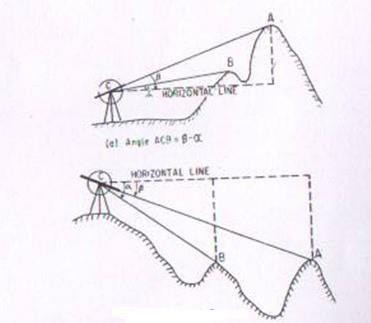 A
B
C
β
α
HORIZONTAL LINE
(a) Angle ACB = β-α
HORIZONTAL LINE
C
α
β
B
A